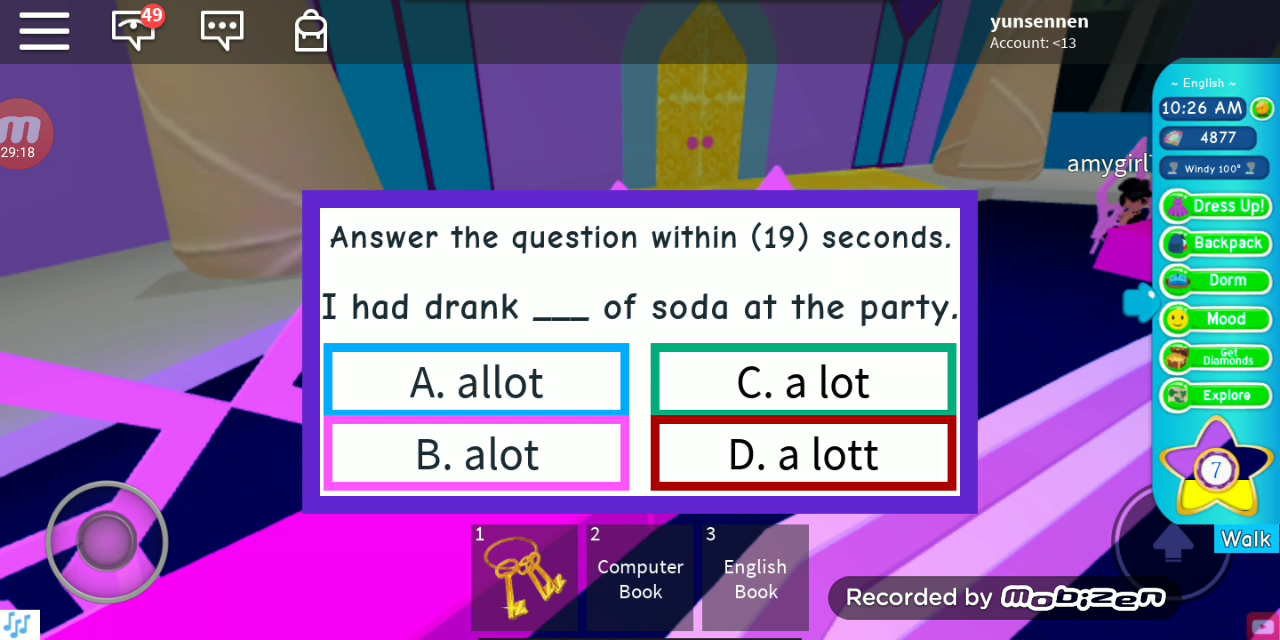 49
yunsennen
Account: <13
m
29:18
amygirl
~ English ~
10:26 AM
4877
Windy 100°
Dress Up!
Backpack
Dorm
Mood
Get
Diamonds
Explore
7
Walk
Answer the question within (19) seconds.
I had drank ___ of soda at the party.
A. allot
C. a lot
B. alot
D. a lott
1
2
Computer
Book
3
English
Book
Recorded by mobizen